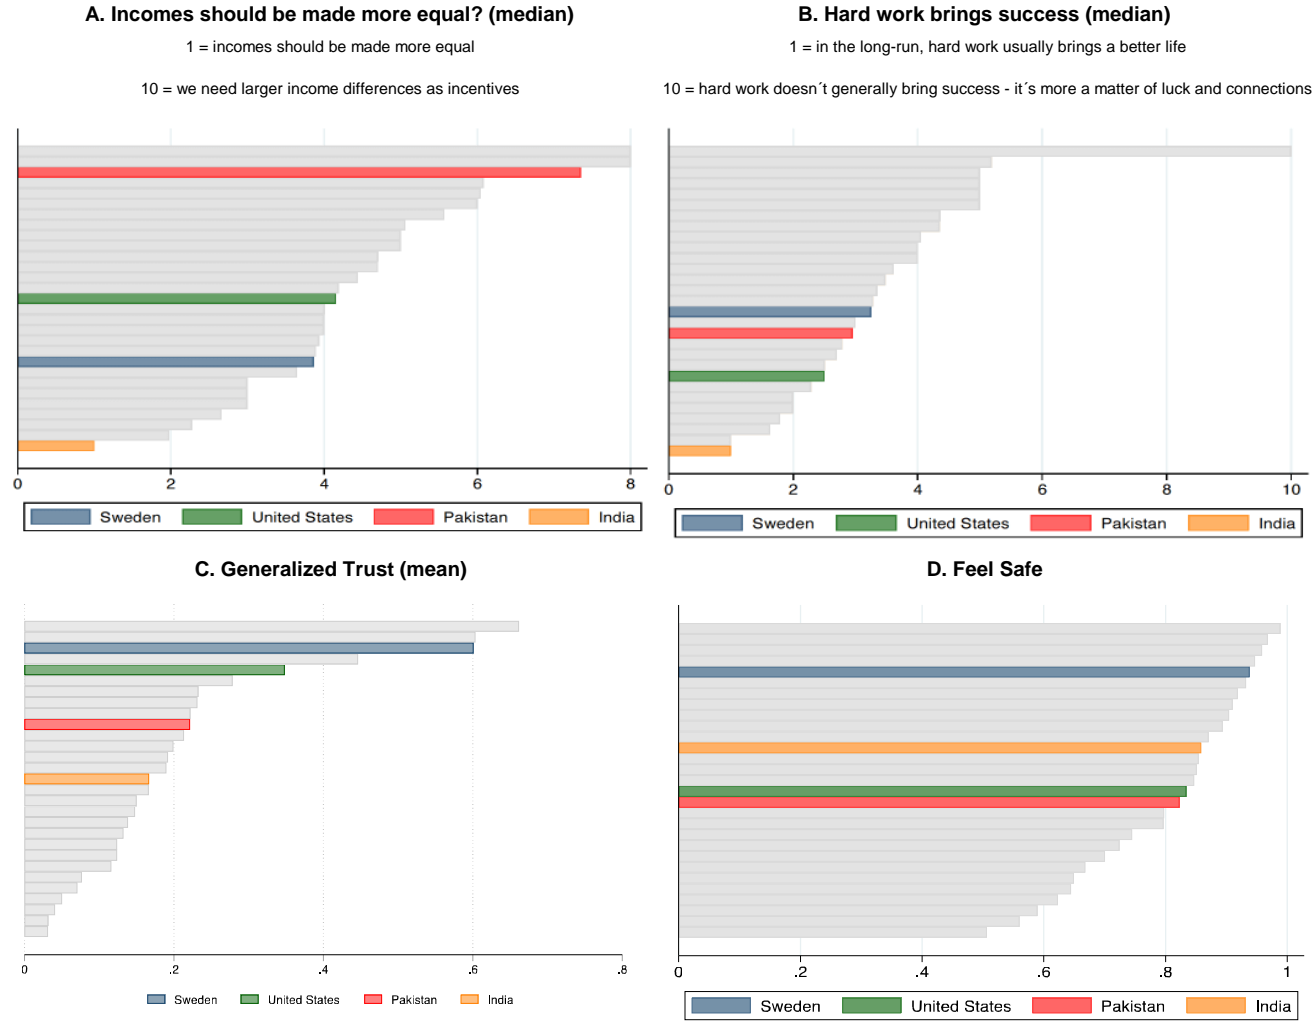 A. Incomes should be made more equal? (median)
1 = incomes should be made more equal
10 = we need larger income differences as incentives
0 2 4 6 8
Sweden United States Pakistan India
B. Hard work brings success (median)
1 = in the long-run, hard work usually brings a better life
10 = hard work doesn´t generally bring success - it´s more a matter of luck and connections
0 2 4 6 8 10
Sweden United States Pakistan India
C. Generalized Trust (mean)
0 .2 .4 .6 .8
Sweden United States Pakistan India
D. Feel Safe
0 .2 .4 .6 .8 1
Sweden United States Pakistan India